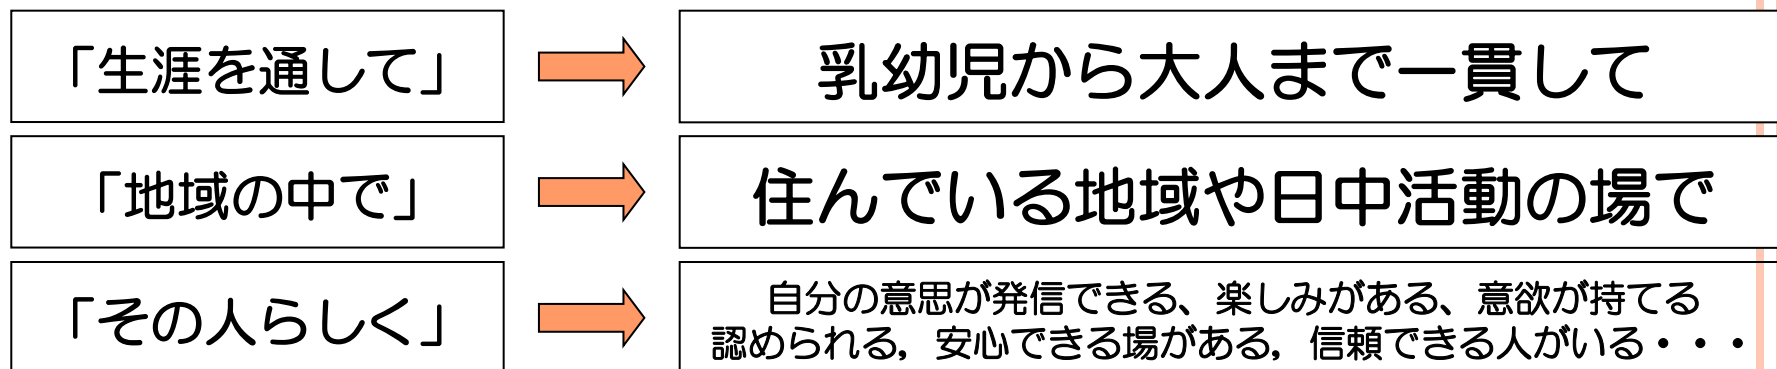 「生涯を通して」
乳幼児から大人まで一貫して
「地域の中で」
住んでいる地域や日中活動の場で
「その人らしく」
自分の意思が発信できる、楽しみがある、意欲が持てる
認められる，安心できる場がある，信頼できる人がいる・・・